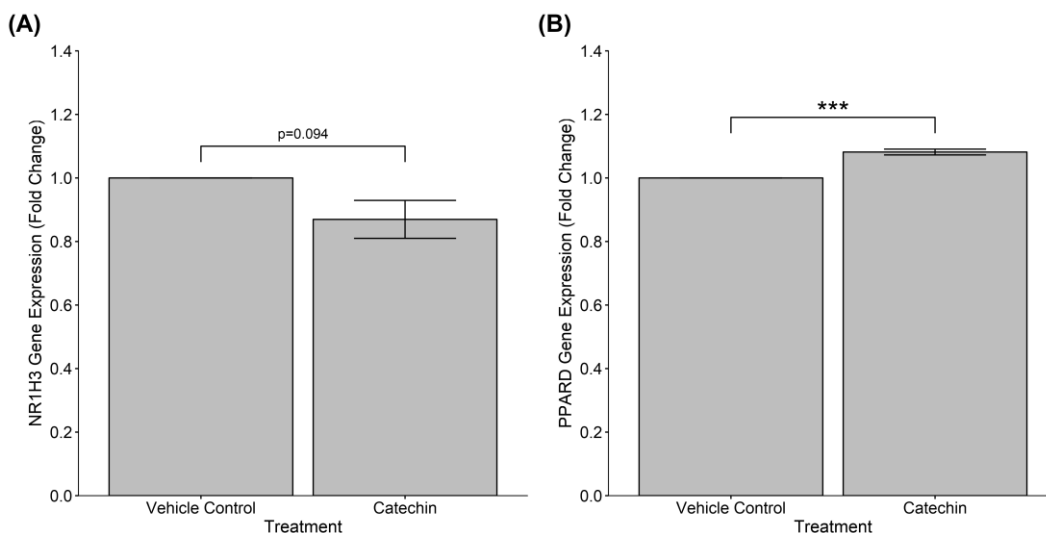 (A)
NR1H3 Gene Expression (Fold Change)
1.4
1.2
1.0
0.8
0.6
0.4
0.2
0.0
p=0.094
Vehicle Control
Catechin
Treatment
(B)
PPARD Gene Expression (Fold Change)
1.4
1.2
1.0
0.8
0.6
0.4
0.2
0.0
***
Vehicle Control
Catechin
Treatment